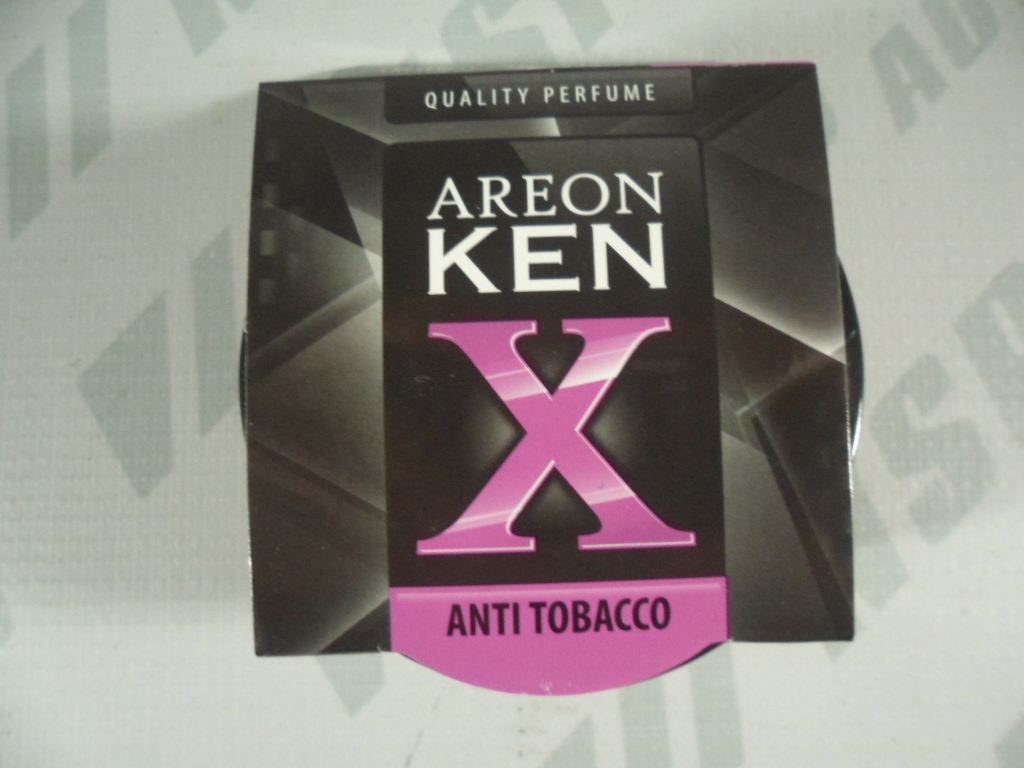 QUALITY PERFUME
AREON
KEN
X
ANTI TOBACCO